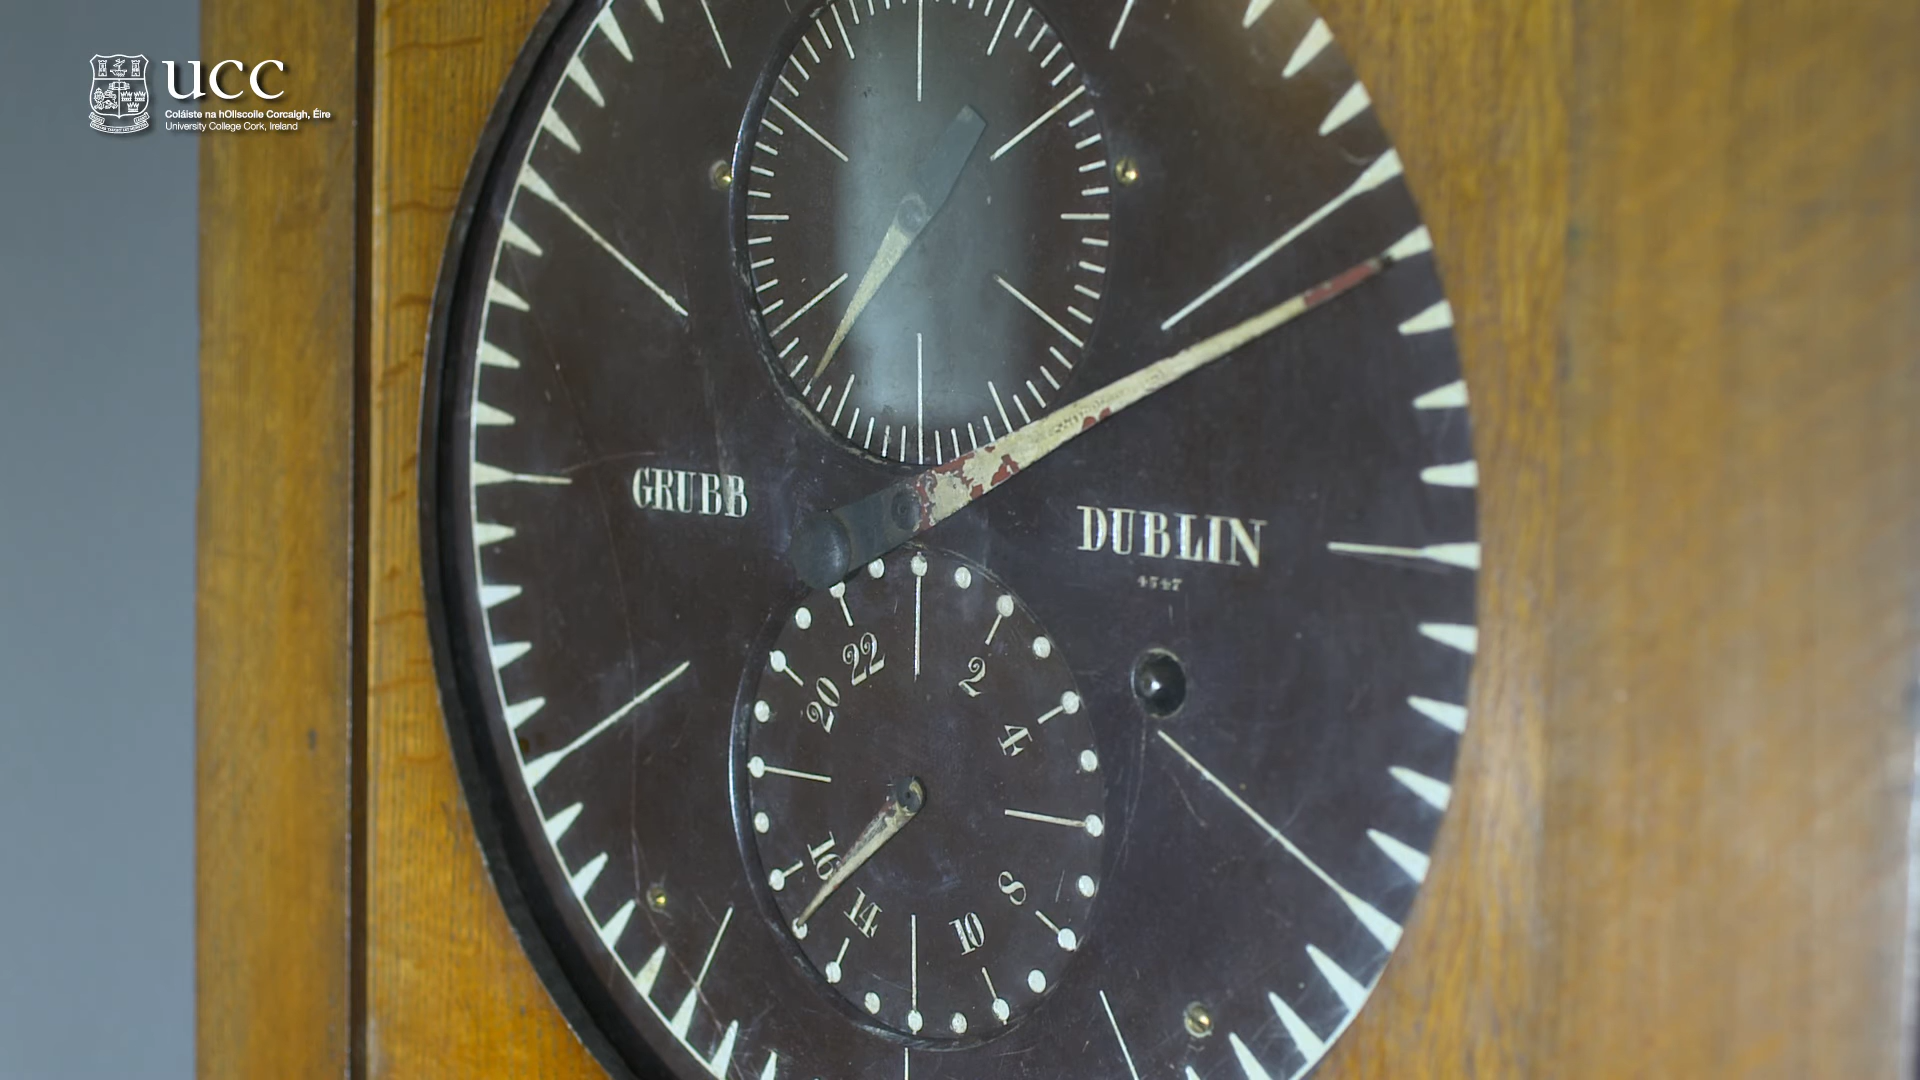 UCC
Coláiste na hOllscoile Corcaigh, Éire
University College Cork, Ireland
GRUBB
DUBLIN
4547
22
2
20
4
16
14
10
8